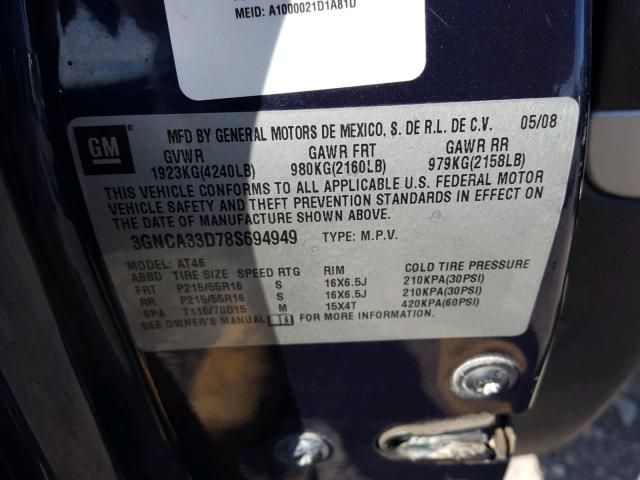 MEID: A1000021D1A81D
GM
MFD BY GENERAL MOTORS DE MEXICO, S. DE R.L. DE C.V. 05/08
GVWR GAWR FRT GAWR RR
1923KG(4240LB) 980KG(2160LB) 979KG(2158LB)
THIS VEHICLE CONFORMS TO ALL APPLICABLE U.S. FEDERAL MOTOR
VEHICLE SAFETY AND THEFT PREVENTION STANDARDS IN EFFECT ON
THE DATE OF MANUFACTURE SHOWN ABOVE.
3GNCA33D78S694949 TYPE: M.P.V.
MODEL: AT46
ABBD TIRE SIZE SPEED RTG RIM COLD TIRE PRESSURE
FRT P215/55R16 S 16X6.5J 210KPA(30PSI)
RR P215/55R16 S 16X6.5J 210KPA(30PSI)
SPA T115/70D15 M 15X4T 420KPA(60PSI)
SEE OWNER'S MANUAL FOR MORE INFORMATION.